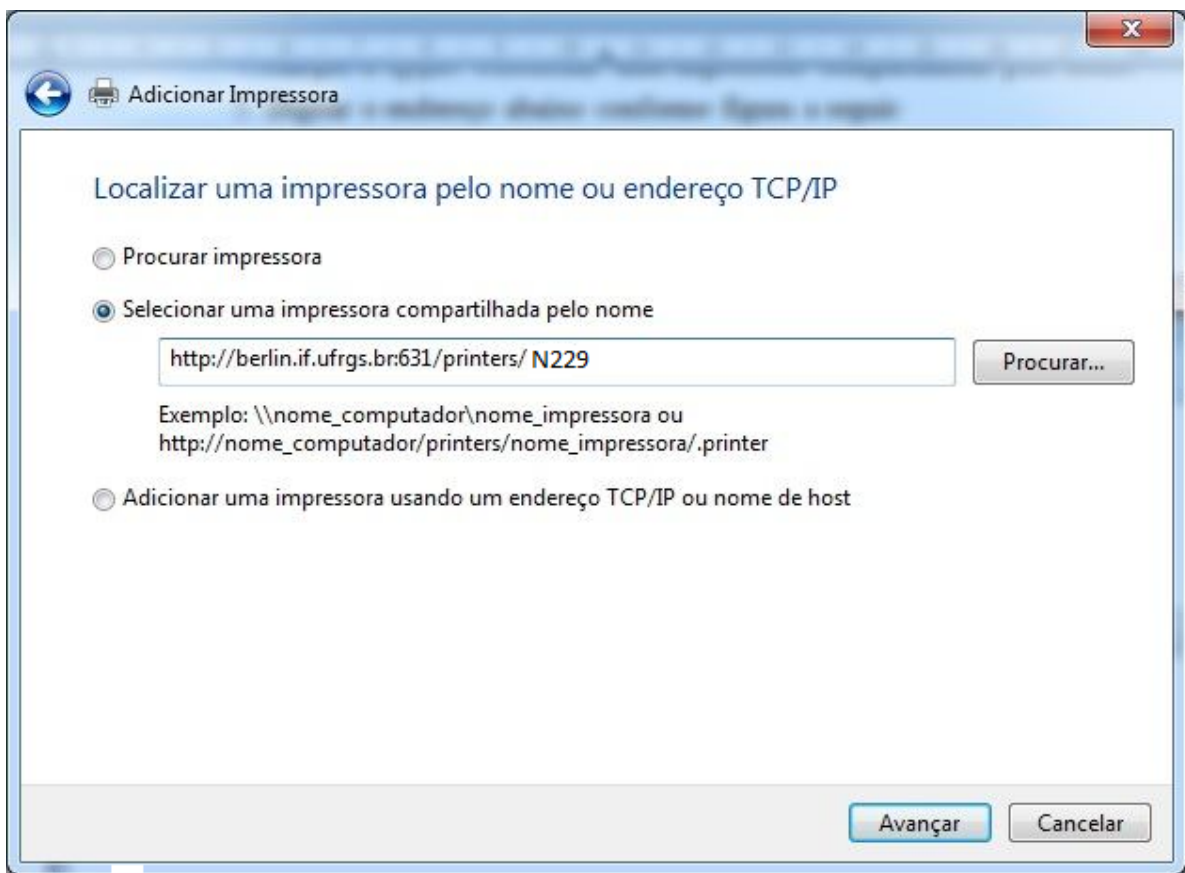 Adicionar Impressora
Localizar uma impressora pelo nome ou endereço TCP/IP
Procurar impressora
Selecionar uma impressora compartilhada pelo nome
http://berlin.if.ufrgs.br:631/printers/ N229
Procurar...
Exemplo: \\nome_computador\nome_impressora ou
http://nome_computador/printers/nome_impressora/.printer
Adicionar uma impressora usando um endereço TCP/IP ou nome de host
Avançar
Cancelar